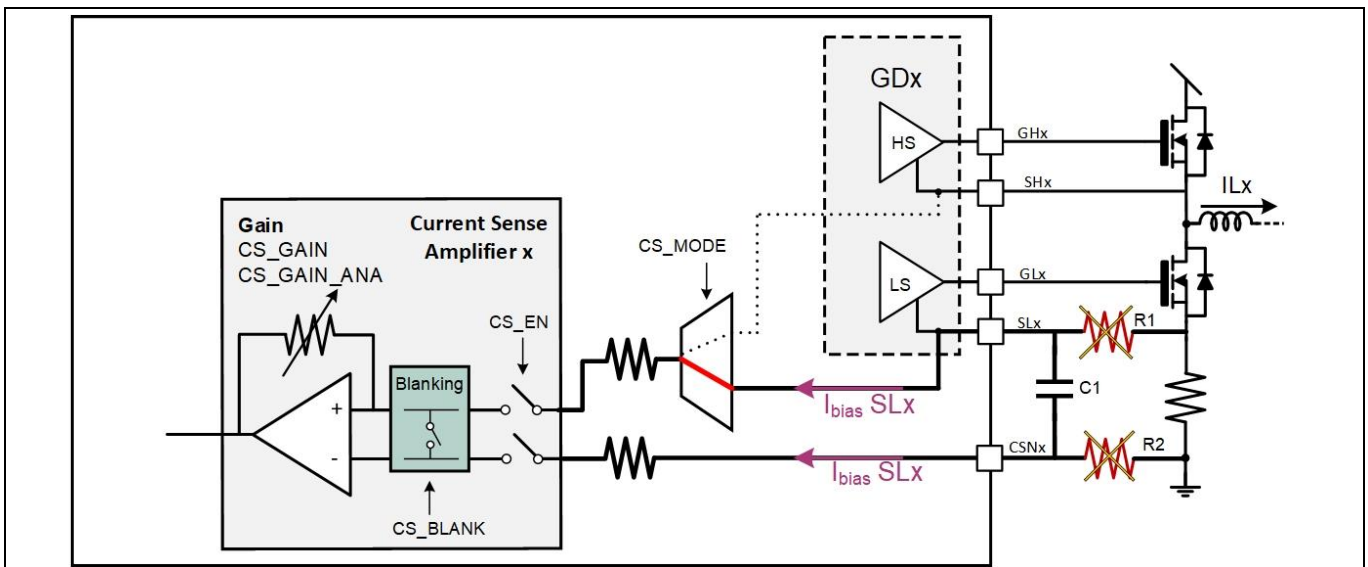 GDx
HS
GHx
SHx
ILx
Gain
CS_GAIN
CS_GAIN_ANA
Current Sense
Amplifier x
CS_MODE
LS
GLx
CS_EN
SLx
R1
Blanking
+
-
Ibias SLx
C1
Ibias SLx
CSNx
R2
CS_BLANK